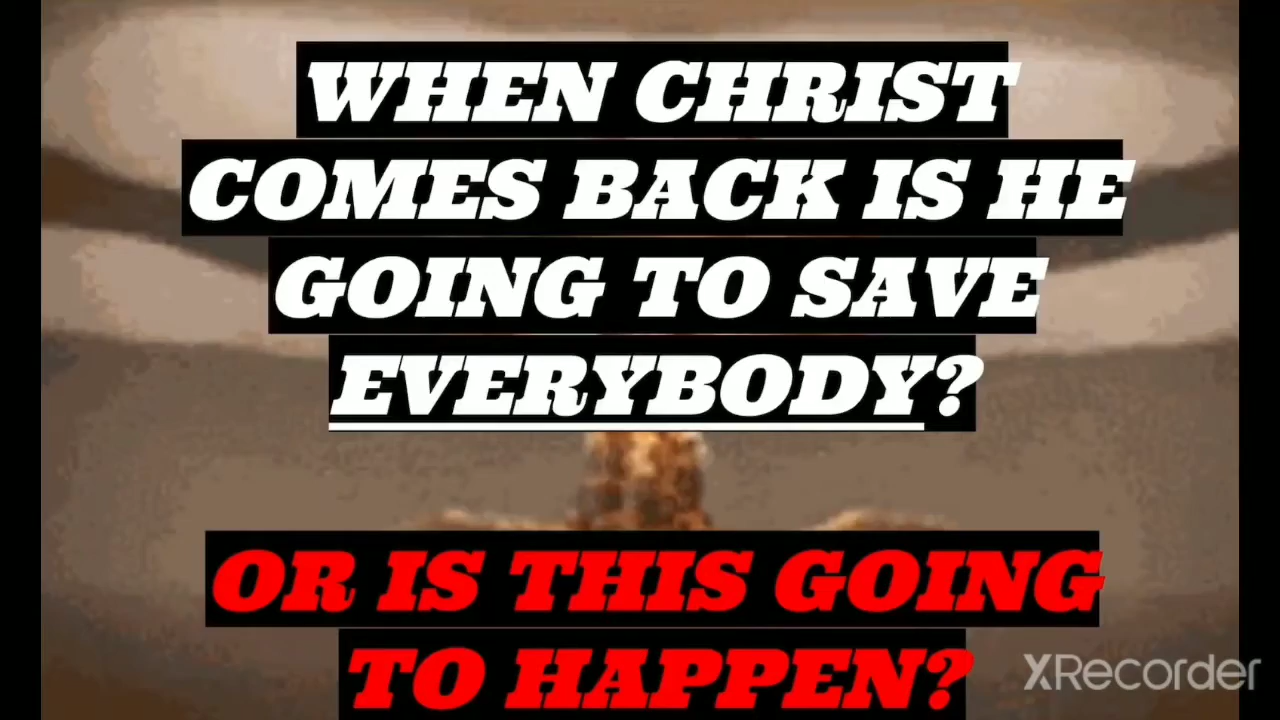 WHEN CHRIST
COMES BACK IS HE
GOING TO SAVE
EVERYBODY?
OR IS THIS GOING
TO HAPPEN?
XRecorder